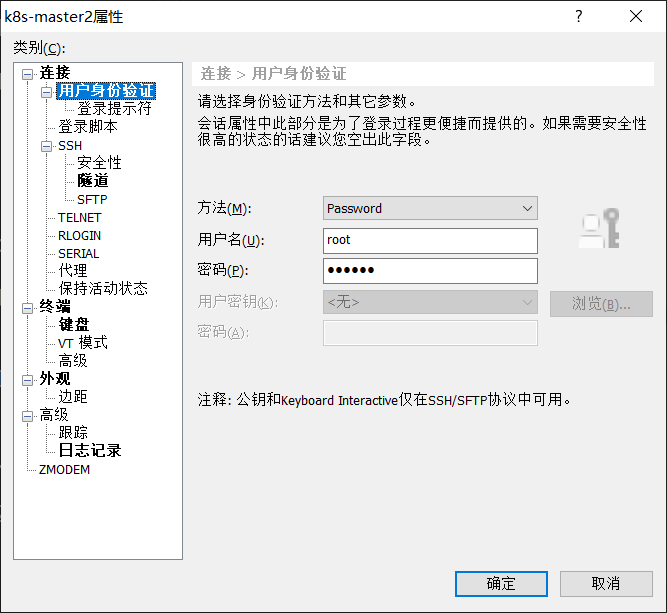 k8s-master2属性
类别(C):
连接
用户身份验证
登录提示符
登录脚本
SSH
安全性
隧道
SFTP
TELNET
RLOGIN
SERIAL
代理
保持活动状态
终端
键盘
VT 模式
高级
外观
边距
高级
跟踪
日志记录
ZMODEM
连接 > 用户身份验证
请选择身份验证方法和其它参数。
会话属性中此部分是为了登录过程更便捷而提供的。如果需要安全性
很高的状态的话建议您空出此字段。
方法(M): Password
用户名(U): root
密码(P): ●●●●●●
用户密钥(K): <无> 浏览(B)...
密码(A):
注释: 公钥和Keyboard Interactive仅在SSH/SFTP协议中可用。
确定 取消